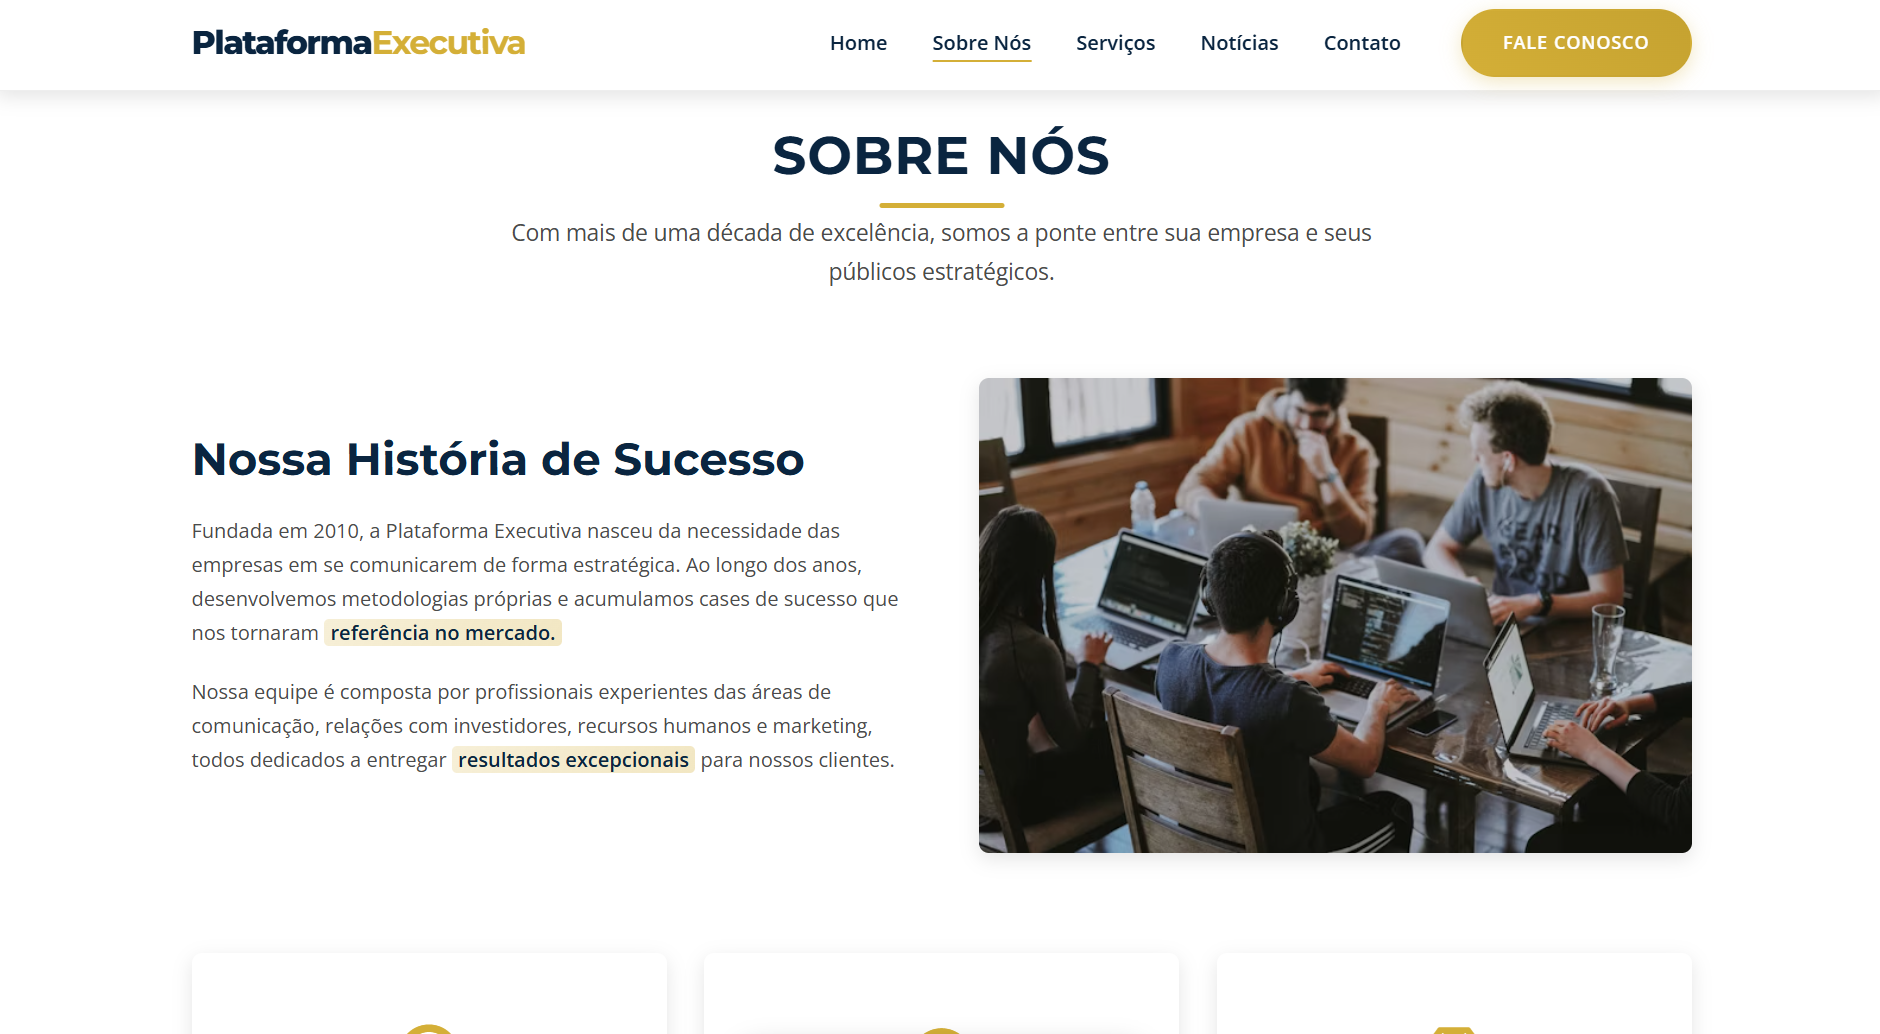 PlataformaExecutiva
Home
Sobre Nós
Serviços
Notícias
Contato
FALE CONOSCO
SOBRE NÓS
Com mais de uma década de excelência, somos a ponte entre sua empresa e seus
públicos estratégicos.
Nossa História de Sucesso
Fundada em 2010, a Plataforma Executiva nasceu da necessidade das
empresas em se comunicarem de forma estratégica. Ao longo dos anos,
desenvolvemos metodologias próprias e acumulamos cases de sucesso que
nos tornaram referência no mercado.
Nossa equipe é composta por profissionais experientes das áreas de
comunicação, relações com investidores, recursos humanos e marketing,
todos dedicados a entregar resultados excepcionais para nossos clientes.